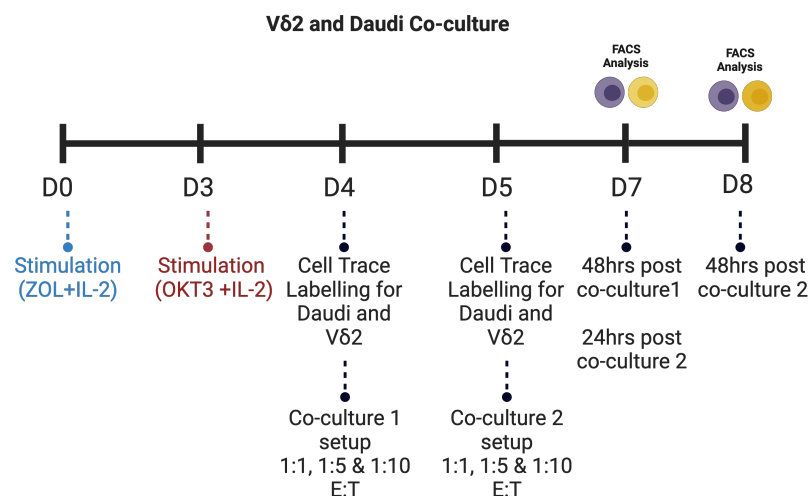 Vδ2 and Daudi Co-culture
FACS
Analysis
FACS
Analysis
D0
D3
D4
D5
D7
D8
Stimulation
(ZOL+IL-2)
Stimulation
(OKT3 +IL-2)
Cell Trace
Labelling for
Daudi and
Vδ2
Cell Trace
Labelling for
Daudi and
Vδ2
48hrs post
co-culture1
24hrs post
co-culture 2
48hrs post
co-culture 2
Co-culture 1
setup
1:1, 1:5 & 1:10
E:T
Co-culture 2
setup
1:1, 1:5 & 1:10
E:T